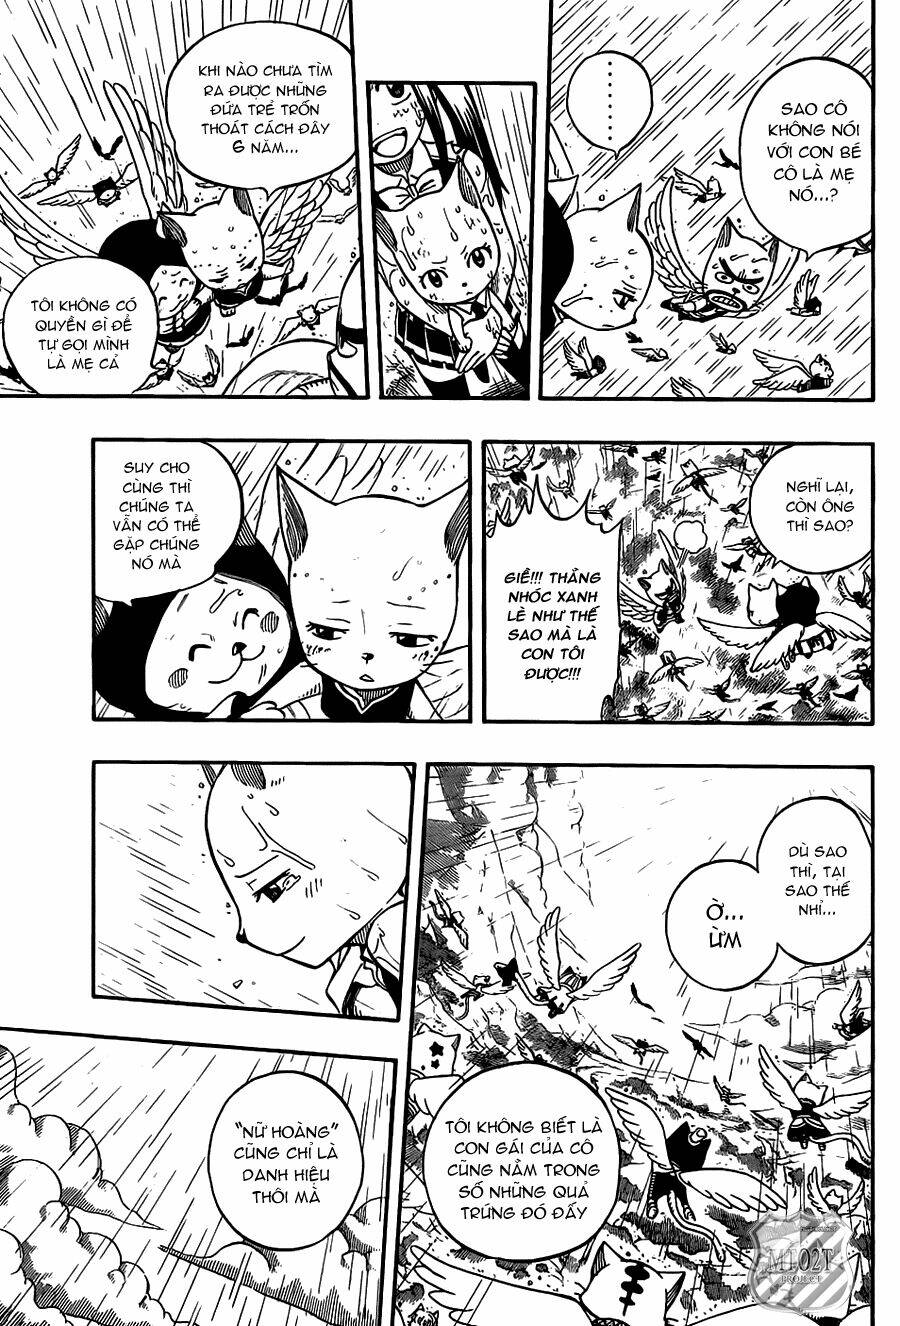 SAO CÔ
KHÔNG NÓI
VỚI CON BÉ
CÔ LÀ MẸ
NÓ...?
.......
KHI NÀO CHƯA TÌM
RA ĐƯỢC NHỮNG
ĐỨA TRẺ TRỐN
THOÁT CÁCH ĐÂY
6 NĂM...
TÔI KHÔNG CÓ
QUYỀN GÌ ĐỂ
TỰ GỌI MÌNH
LÀ MẸ CẢ
NGHĨ LẠI,
CÒN ÔNG
THÌ SAO?
GIỀ!!! THẰNG
NHÓC XANH
LÈ NHƯ THẾ
SAO MÀ LÀ
CON TÔI
ĐƯỢC!!!
SUY CHO
CÙNG THÌ
CHÚNG TA
VẪN CÓ THỂ
GẶP CHÚNG
NÓ MÀ
DÙ SAO
THÌ, TẠI
SAO THẾ
NHỈ...
Ờ...
ỪM
TÔI KHÔNG BIẾT LÀ
CON GÁI CỦA CÔ
CŨNG NẰM TRONG
SỐ NHỮNG QUẢ
TRỨNG ĐÓ ĐẤY
"NỮ HOÀNG"
CŨNG CHỈ LÀ
DANH HIỆU
THÔI MÀ
MT02T
PROJECT